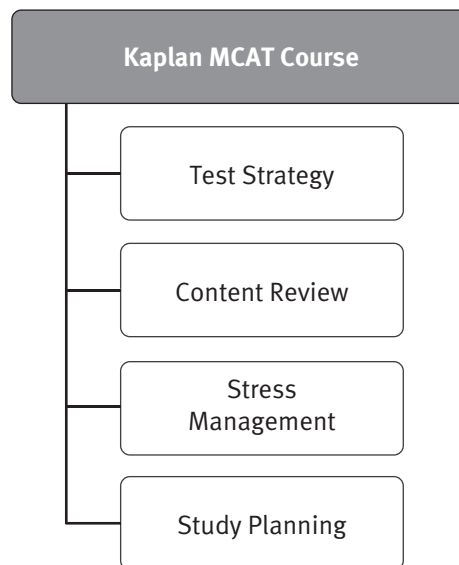 Kaplan MCAT Course
Test Strategy
Content Review
Stress
Management
Study Planning